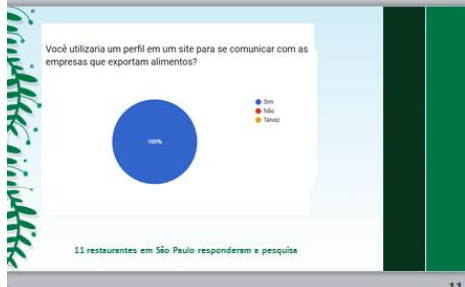 Você utilizaria um perfil em um site para se comunicar com as
empresas que exportam alimentos?
Sim
Não
Talvez
100%
11 restaurantes em São Paulo responderam a pesquisa
11